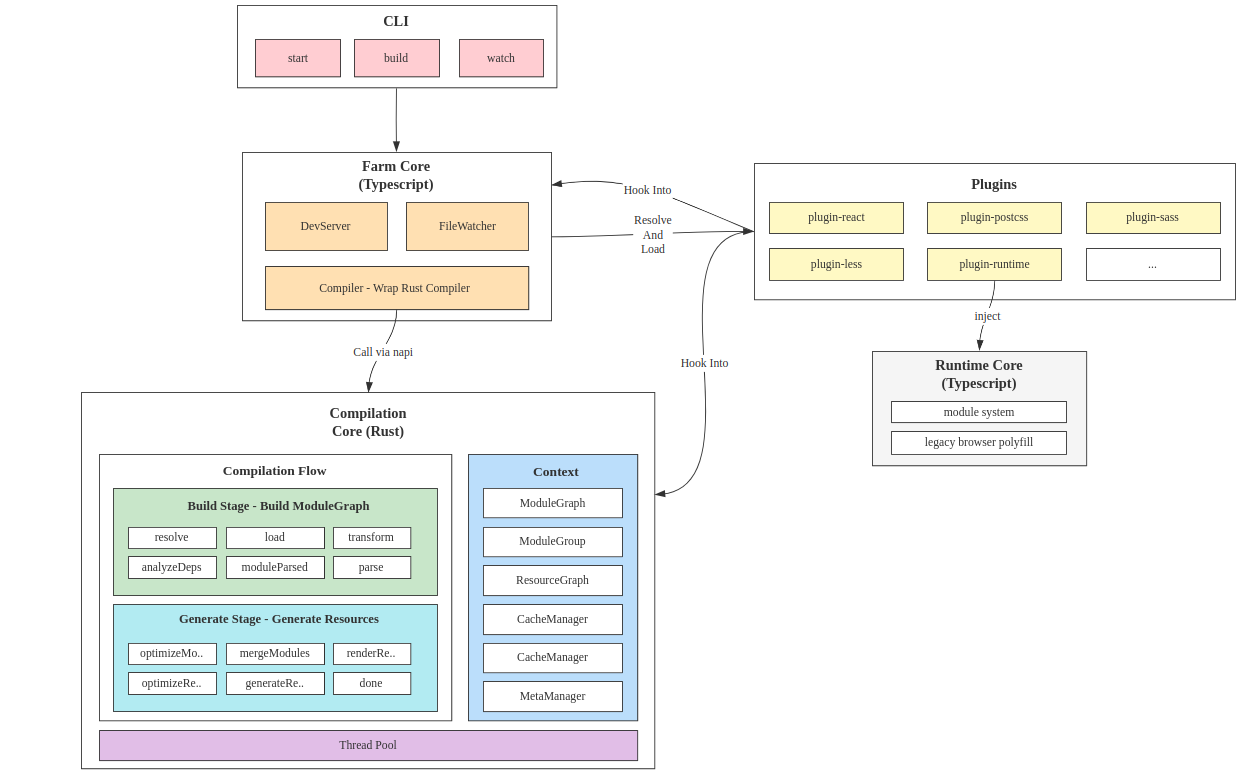 CLI
start
build
watch
Farm Core
(Typescript)
DevServer
FileWatcher
Compiler - Wrap Rust Compiler
Hook Into
Resolve
And
Load
Plugins
plugin-react
plugin-postcss
plugin-sass
plugin-less
plugin-runtime
...
inject
Runtime Core
(Typescript)
module system
legacy browser polyfill
Call via napi
Hook Into
Compilation
Core (Rust)
Compilation Flow
Build Stage - Build ModuleGraph
resolve
load
transform
analyzeDeps
moduleParsed
parse
Generate Stage - Generate Resources
optimizeMo..
mergeModules
renderRe..
optimizeRe..
generateRe..
done
Context
ModuleGraph
ModuleGroup
ResourceGraph
CacheManager
CacheManager
MetaManager
Thread Pool